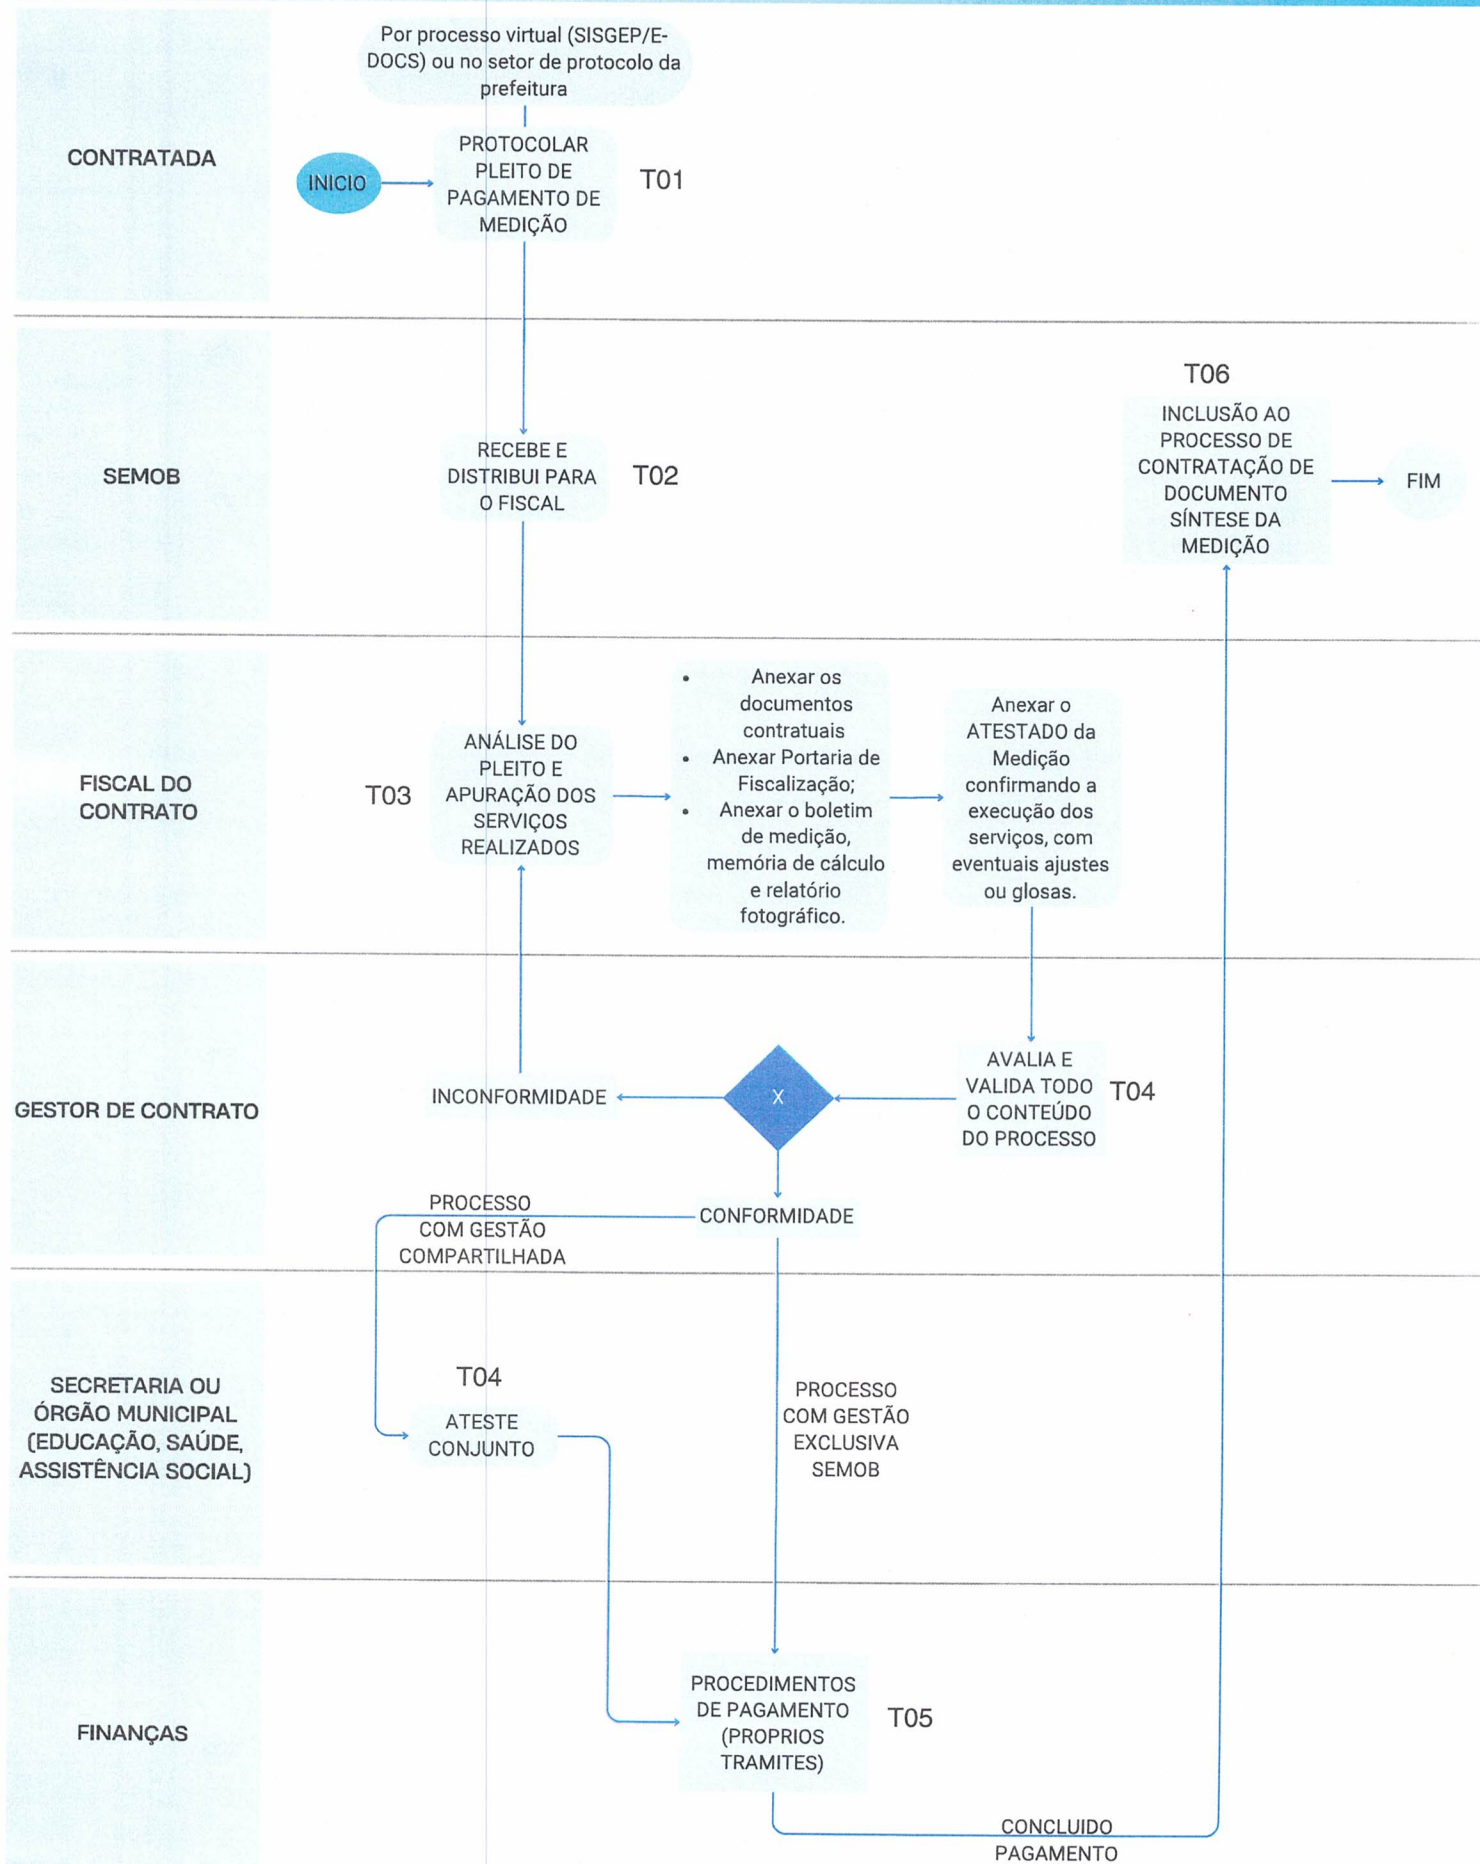 Por processo virtual (SISGEP/E-
DOCS) ou no setor de protocolo da
prefeitura
CONTRATADA
INICIO
PROTOCOLAR
PLEITO DE
PAGAMENTO DE
MEDIÇÃO
T01
SEMOB
RECEBE E
DISTRIBUI PARA
O FISCAL
T02
T06
INCLUSÃO AO
PROCESSO DE
CONTRATAÇÃO DE
DOCUMENTO
SÍNTESE DA
MEDIÇÃO
FIM
FISCAL DO
CONTRATO
T03
ANÁLISE DO
PLEITO E
APURAÇÃO DOS
SERVIÇOS
REALIZADOS
• Anexar os
documentos
contratuais
• Anexar Portaria de
Fiscalização;
• Anexar o boletim
de medição,
memória de cálculo
e relatório
fotográfico.
Anexar o
ATESTADO da
Medição
confirmando a
execução dos
serviços, com
eventuais ajustes
ou glosas.
GESTOR DE CONTRATO
INCONFORMIDADE
X
AVALIA E
VALIDA TODO
O CONTEÚDO
DO PROCESSO
T04
CONFORMIDADE
PROCESSO
COM GESTÃO
COMPARTILHADA
SECRETARIA OU
ÓRGÃO MUNICIPAL
(EDUCAÇÃO, SAÚDE,
ASSISTÊNCIA SOCIAL)
T04
ATESTE
CONJUNTO
PROCESSO
COM GESTÃO
EXCLUSIVA
SEMOB
FINANÇAS
PROCEDIMENTOS
DE PAGAMENTO
(PROPRIOS
TRAMITES)
T05
CONCLUIDO
PAGAMENTO